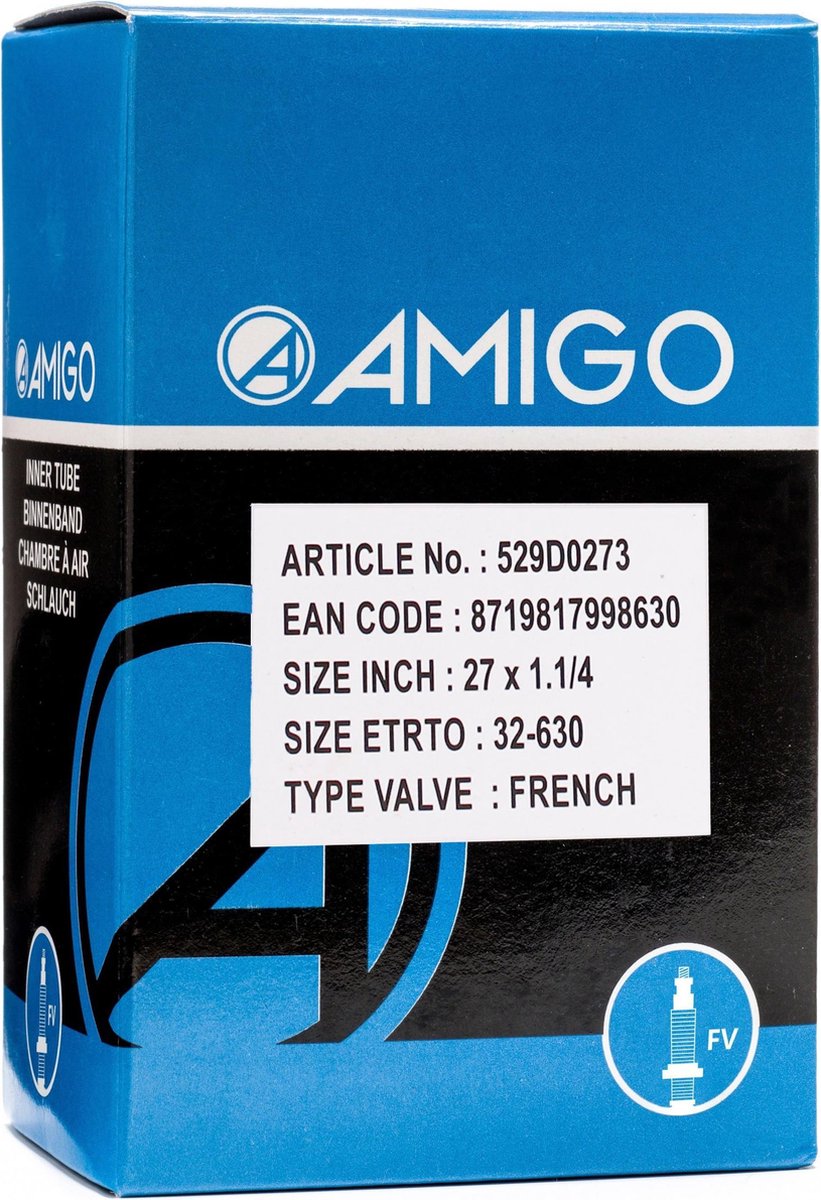 AMIGO
AMIGO
INNER TUBE
BINNENBAND
CHAMBRE À AIR
SCHLAUCH
ARTICLE No. : 529D0273
EAN CODE : 8719817998630
SIZE INCH : 27 x 1.1/4
SIZE ETRTO : 32-630
TYPE VALVE : FRENCH
FV
FV